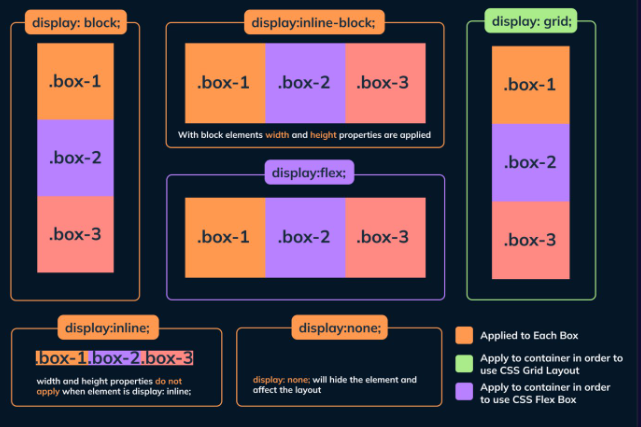 display: block;
.box-1
.box-2
.box-3
display:inline-block;
.box-1 .box-2 .box-3
With block elements width and height properties are applied
display:flex;
.box-1 .box-2 .box-3
display: grid;
.box-1
.box-2
.box-3
display:inline;
.box-1.box-2.box-3
width and height properties do not
apply when element is display: inline;
display:none;
display: none; will hide the element and
affect the layout
Applied to Each Box
Apply to container in order to
use CSS Grid Layout
Apply to container in order
to use CSS Flex Box